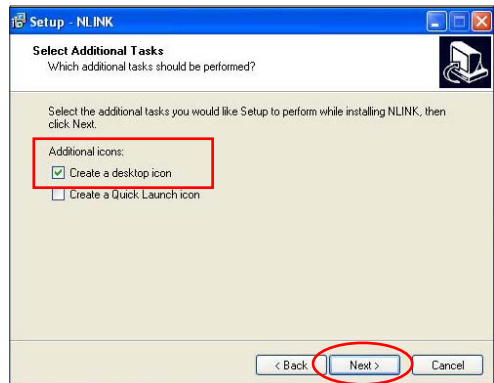 Setup - NLINK
Select Additional Tasks
Which additional tasks should be performed?
Select the additional tasks you would like Setup to perform while installing NLINK, then
click Next.
Additional icons:
Create a desktop icon
Create a Quick Launch icon
< Back
Next >
Cancel